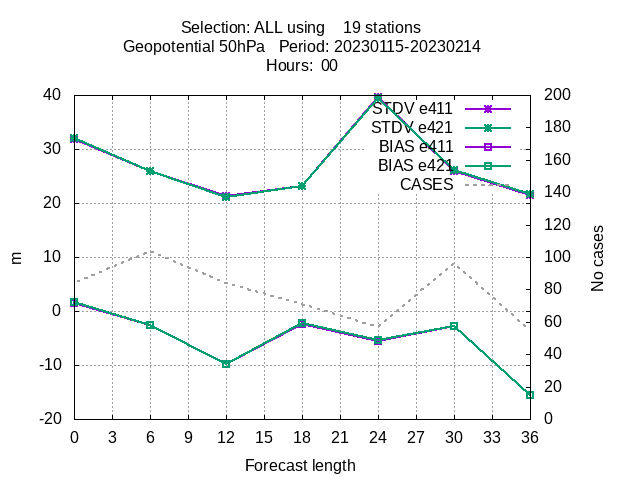 Selection: ALL using 19 stations
Geopotential 50hPa Period: 20230115-20230214
Hours: 00
40 200
STDV e411
STDV e421
BIAS e411
BIAS e421
CASES
30
20
10
0
-10
-20
180
160
140
120
100
80
60
40
20
0
m
No cases
0 3 6 9 12 15 18 21 24 27 30 33 36
Forecast length